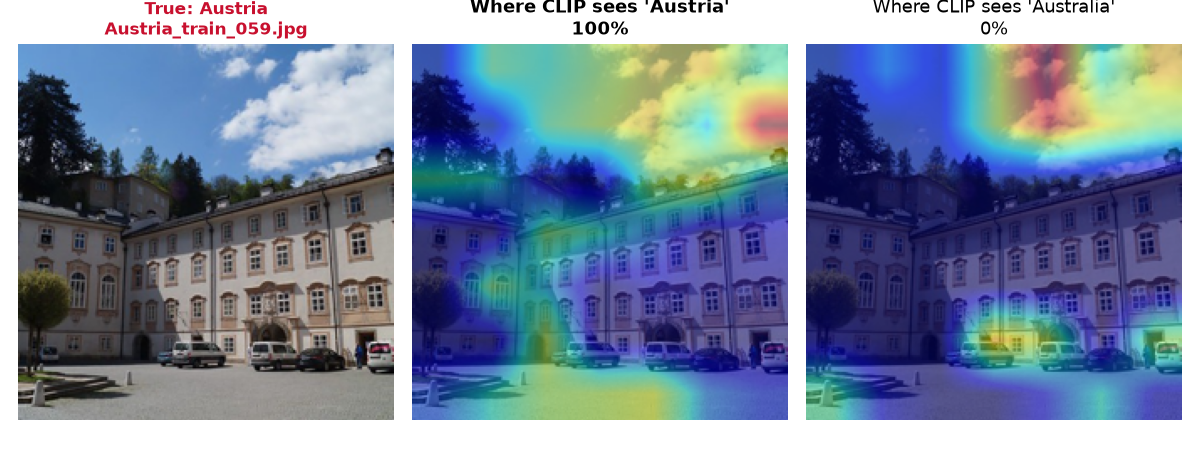 True: Austria
Austria_train_059.jpg
Where CLIP sees 'Austria'
100%
Where CLIP sees 'Australia'
0%